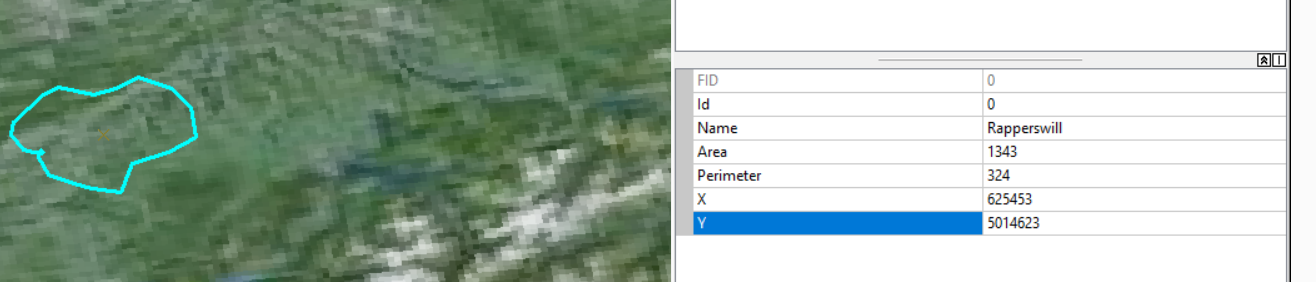 FID 0
Id 0
Name Rapperswill
Area 1343
Perimeter 324
X 625453
Y 5014623